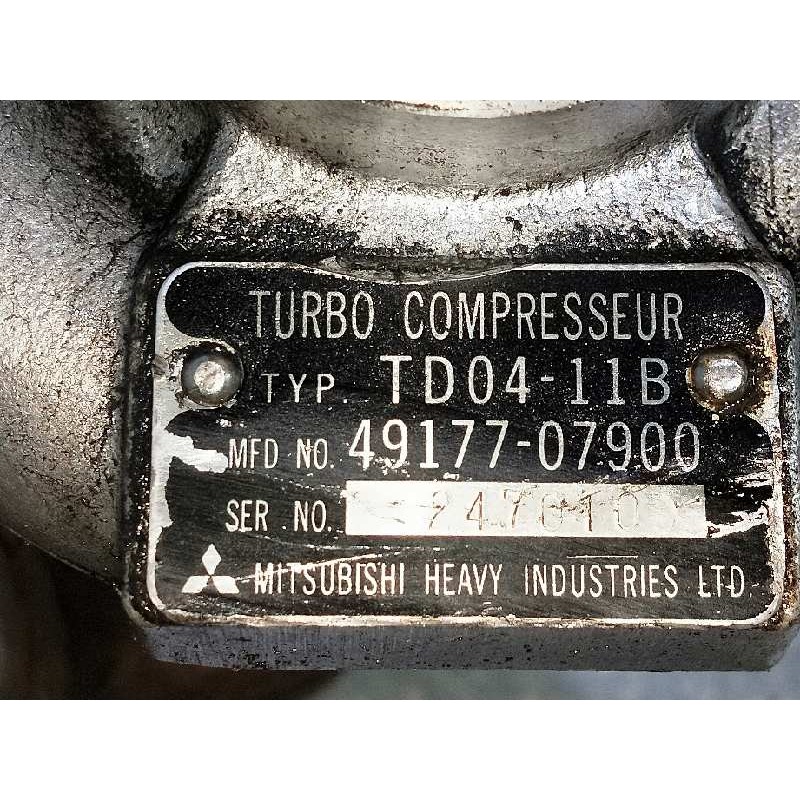 TURBO COMPRESSEUR
TYP. TD04-11B
MFD NO. 49177-07900
SER .NO.
MITSUBISHI HEAVY INDUSTRIES LTD.